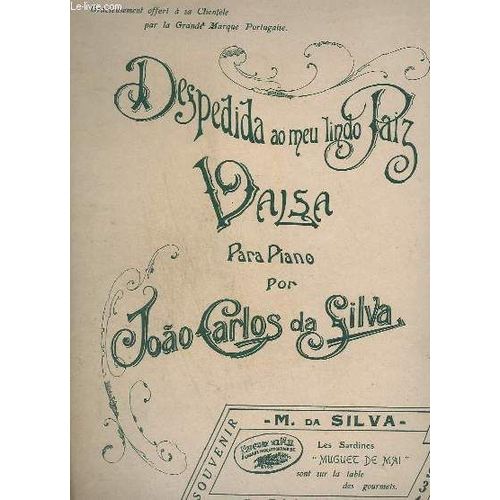 Le-livre.com
Gracieusement offert à sa Clientèle
par la Grande Marque Portugaise.
Despedida ao meu lindo Paiz
VALSA
Para Piano
Por
João Carlos da Silva
SOUVENIR
- M. DA SILVA -
Les Sardines
"MUGUET DE MAI"
sont sur la table
des gourmets.